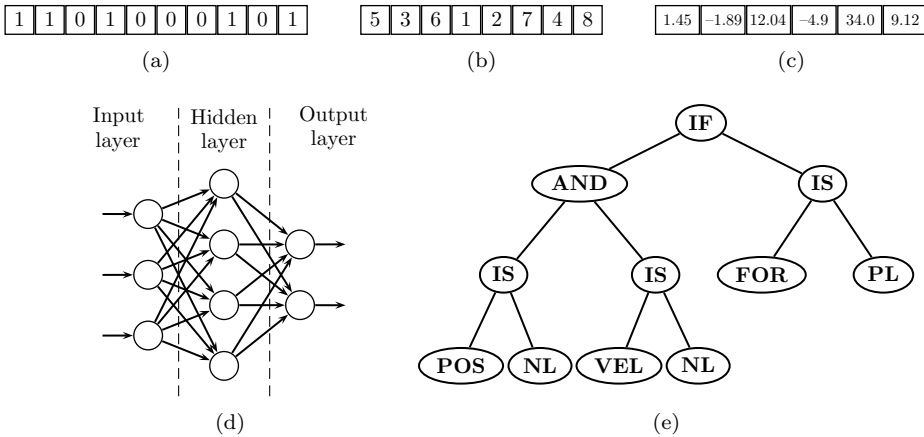 1 1 0 1 0 0 0 1 0 1
(a)
5 3 6 1 2 7 4 8
(b)
1.45 –1.89 12.04 –4.9 34.0 9.12
(c)
Input
layer
Hidden
layer
Output
layer
(d)
IF
AND IS
IS IS FOR PL
POS NL VEL NL
(e)